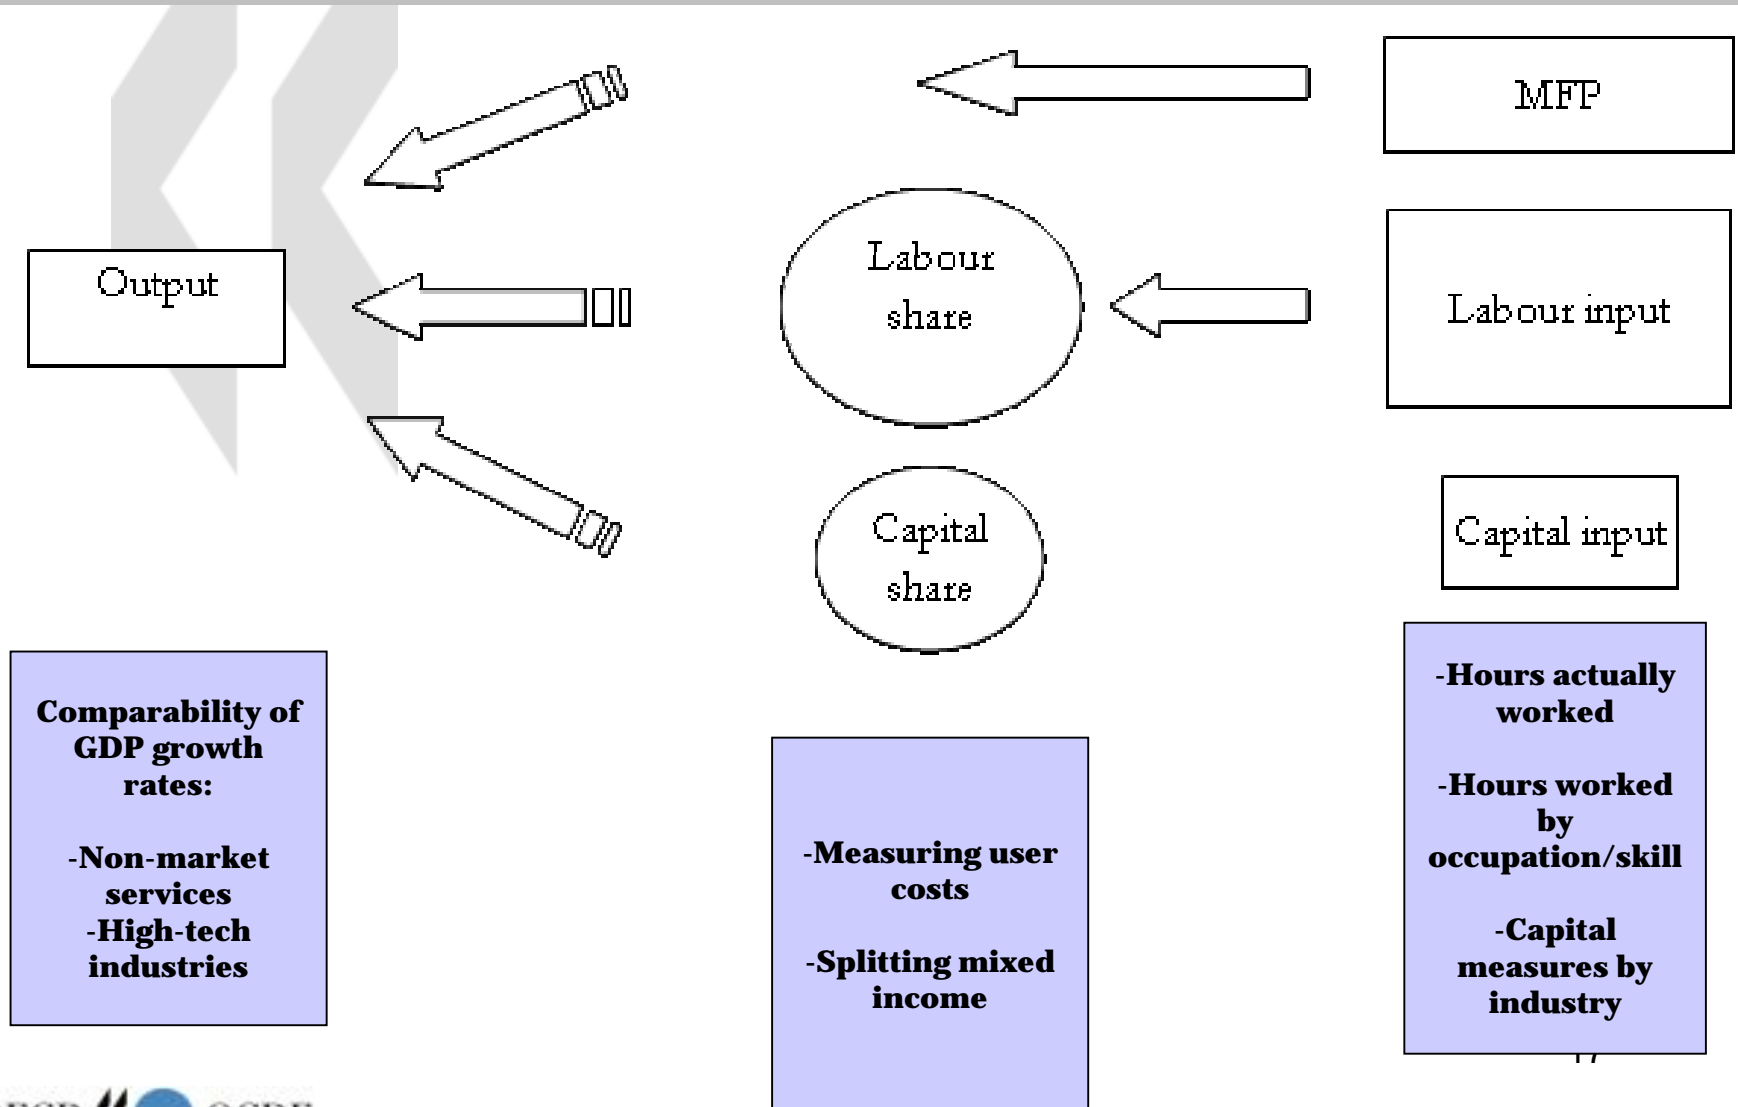 MFP
Output
Labour
share
Labour input
Capital
share
Capital input
Comparability of
GDP growth
rates:
-Non-market
services
-High-tech
industries
-Measuring user
costs
-Splitting mixed
income
-Hours actually
worked
-Hours worked
by
occupation/skill
-Capital
measures by
industry